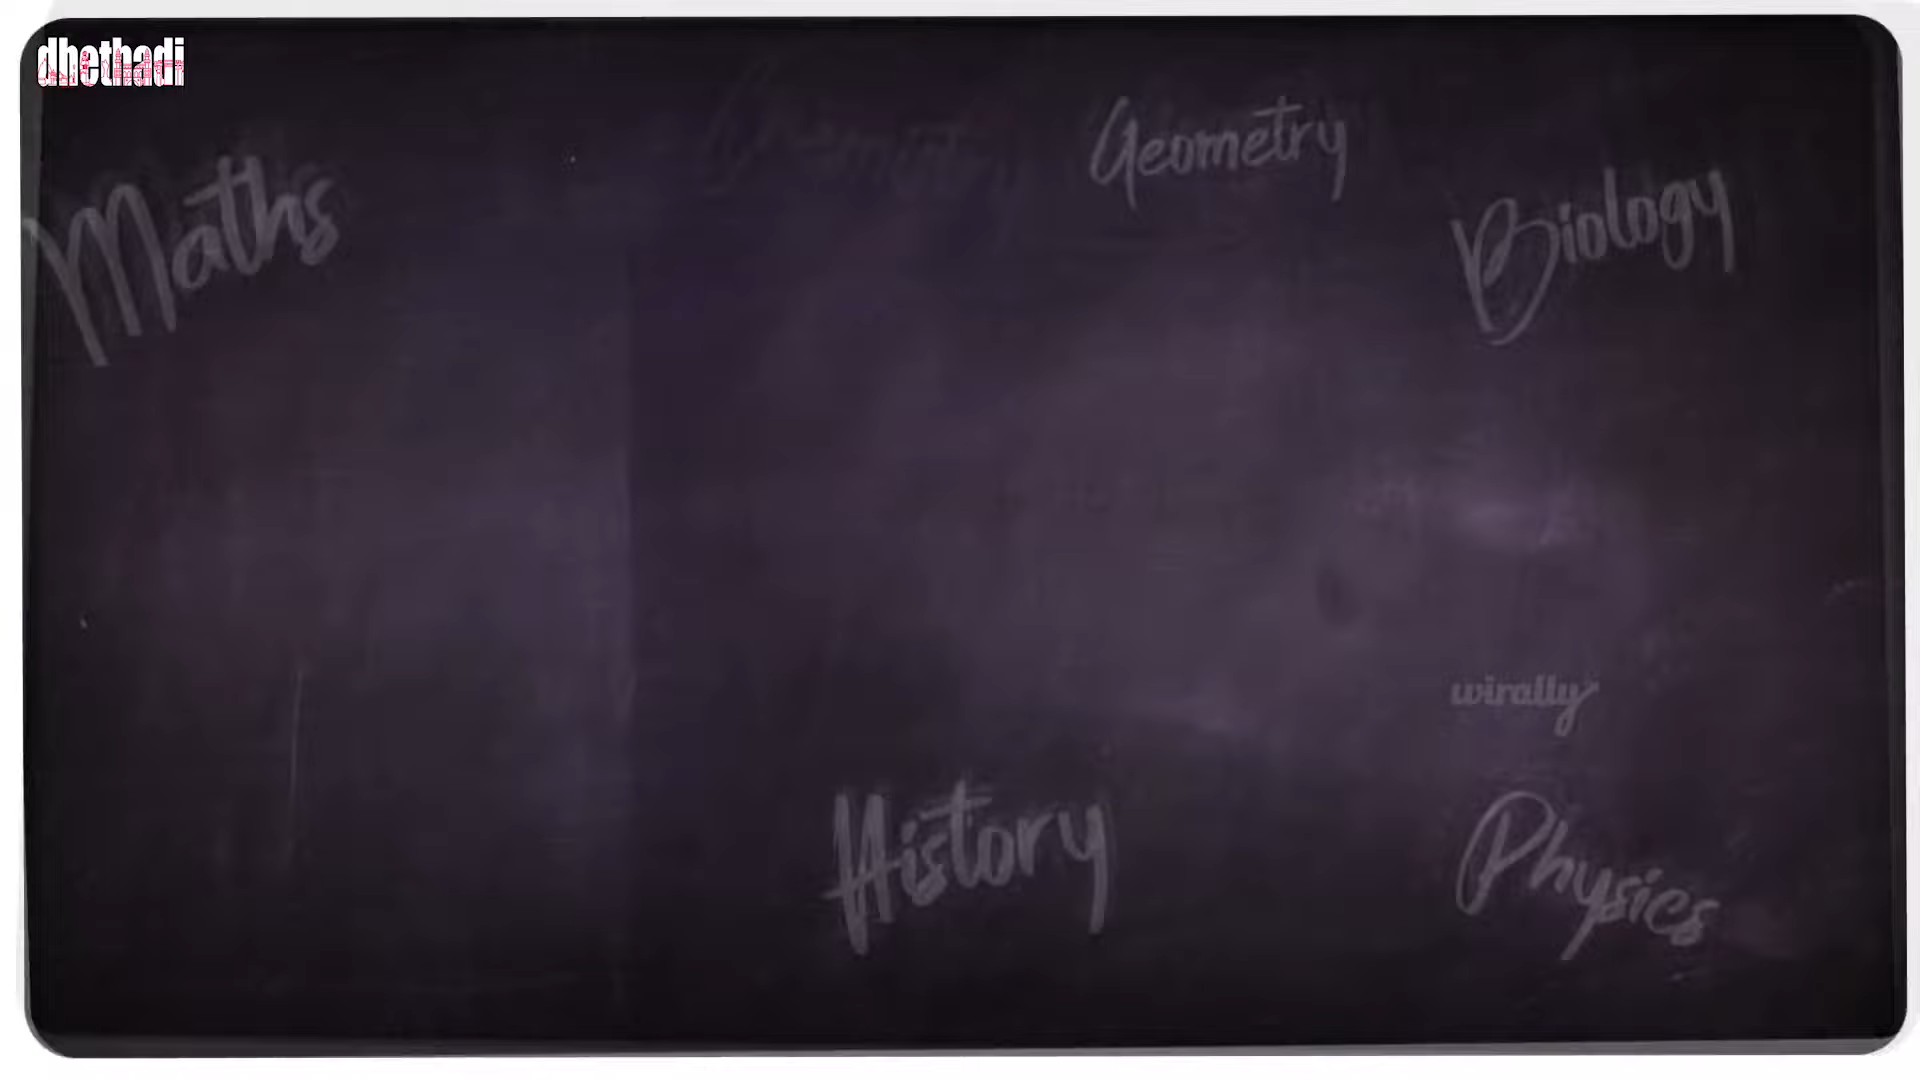 dhethadi
Geometry
Maths
Biology
wirally
History
Physics